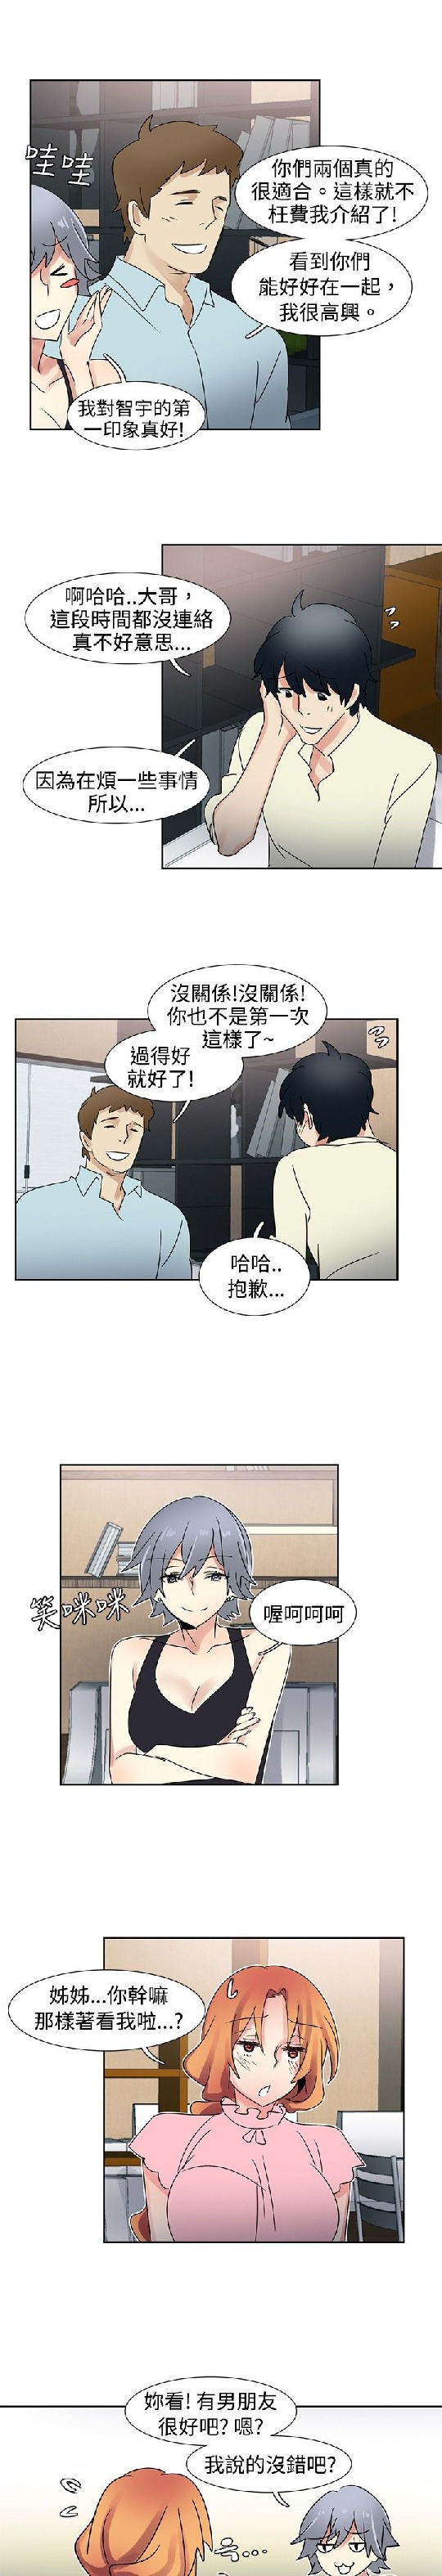 哇哇
你們兩個真的
很適合。這樣就不
枉費我介紹了!
看到你們
能好好在一起，
我很高興。
我對智宇的第
一印象真好!
啊哈哈..大哥，
這段時間都沒連絡
真不好意思...
因為在煩一些事情
所以...
沒關係!沒關係!
你也不是第一次
這樣了~
過得好
就好了!
哈哈..
抱歉...
笑咪咪
喔呵呵呵
姊姊...你幹嘛
那樣著看我啦...?
妳看! 有男朋友
很好吧? 嗯?
我說的沒錯吧?